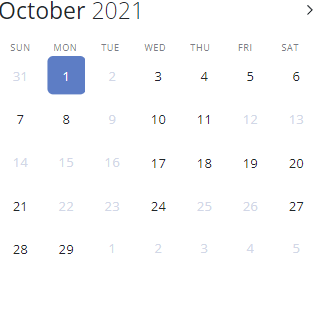 October 2021
SUN MON TUE WED THU FRI SAT
31 1 2 3 4 5 6
7 8 9 10 11 12 13
14 15 16 17 18 19 20
21 22 23 24 25 26 27
28 29 1 2 3 4 5